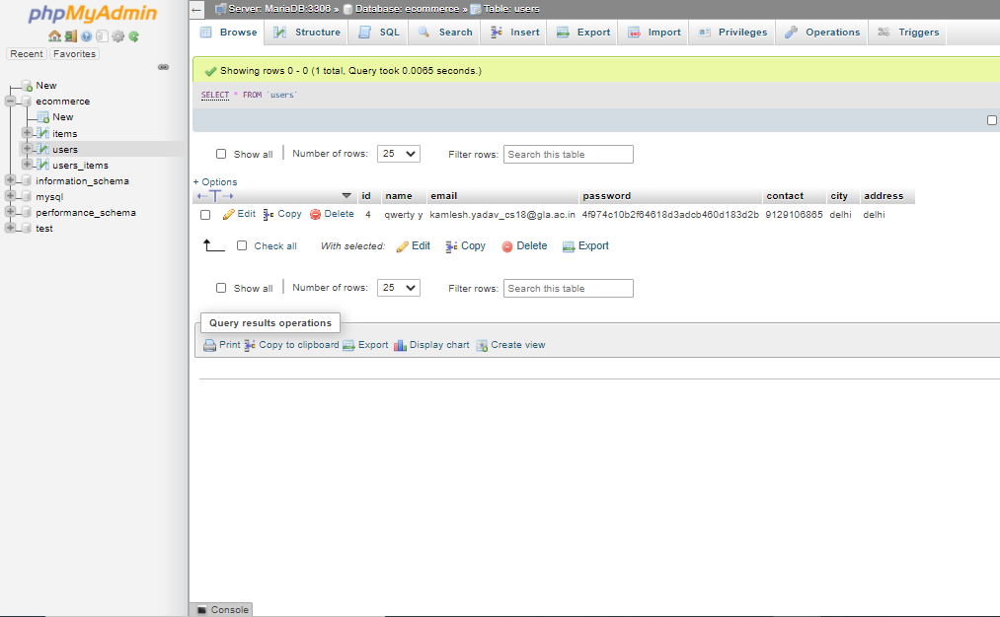 phpMyAdmin
Recent Favorites
New
ecommerce
New
items
users
users_items
information_schema
mysql
performance_schema
test
Server: MariaDB:3306 » Database: ecommerce » Table: users
Browse Structure SQL Search Insert Export Import Privileges Operations Triggers
Showing rows 0 - 0 (1 total, Query took 0.0065 seconds.)
SELECT * FROM `users`
Show all Number of rows: 25 Filter rows: Search this table
+ Options
id name email password contact city address
Edit Copy Delete 4 qwerty y kamlesh.yadav_cs18@gla.ac.in 4f974c10b2f64618d3adcb460d183d2b 9129106865 delhi delhi
Check all With selected: Edit Copy Delete Export
Show all Number of rows: 25 Filter rows: Search this table
Query results operations
Print Copy to clipboard Export Display chart Create view
Console